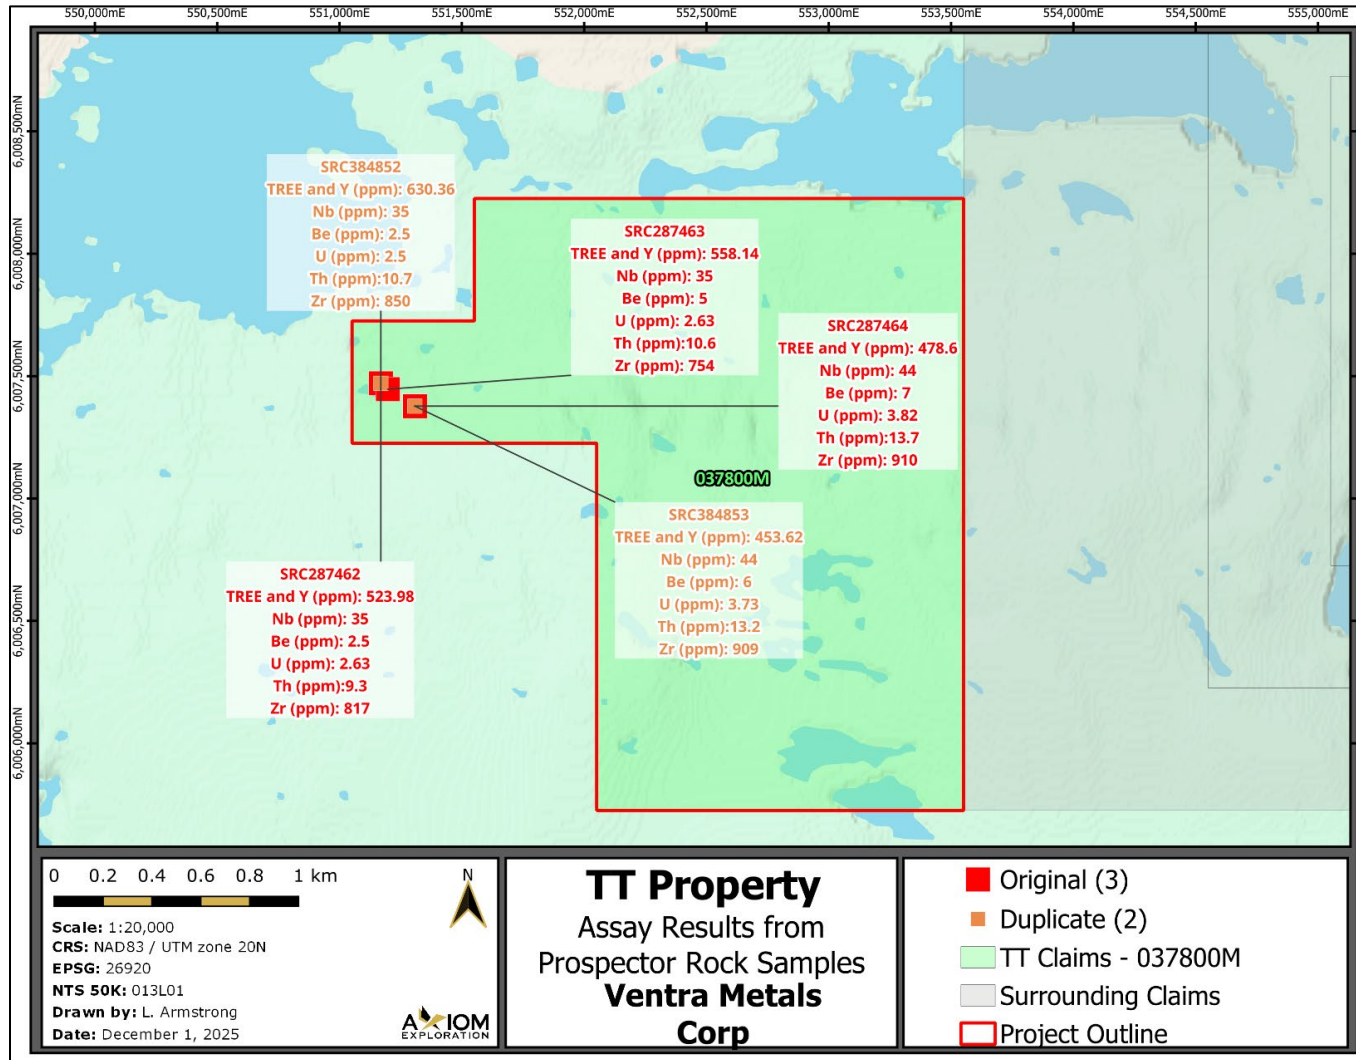 550,000mE 550,500mE 551,000mE 551,500mE 552,000mE 552,500mE 553,000mE 553,500mE 554,000mE 554,500mE 555,000mE
6,008,500mN
6,008,000mN
6,007,500mN
6,007,000mN
6,006,500mN
6,006,000mN
SRC384852
TREE and Y (ppm): 630.36
Nb (ppm): 35
Be (ppm): 2.5
U (ppm): 2.5
Th (ppm):10.7
Zr (ppm): 850
SRC287463
TREE and Y (ppm): 558.14
Nb (ppm): 35
Be (ppm): 5
U (ppm): 2.63
Th (ppm):10.6
Zr (ppm): 754
SRC287464
TREE and Y (ppm): 478.6
Nb (ppm): 44
Be (ppm): 7
U (ppm): 3.82
Th (ppm):13.7
Zr (ppm): 910
037800M
SRC384853
TREE and Y (ppm): 453.62
Nb (ppm): 44
Be (ppm): 6
U (ppm): 3.73
Th (ppm):13.2
Zr (ppm): 909
SRC287462
TREE and Y (ppm): 523.98
Nb (ppm): 35
Be (ppm): 2.5
U (ppm): 2.63
Th (ppm):9.3
Zr (ppm): 817
0 0.2 0.4 0.6 0.8 1 km
N
Scale: 1:20,000
CRS: NAD83 / UTM zone 20N
EPSG: 26920
NTS 50K: 013L01
Drawn by: L. Armstrong
Date: December 1, 2025
AXIOM
EXPLORATION
TT Property
Assay Results from
Prospector Rock Samples
Ventra Metals
Corp
Original (3)
Duplicate (2)
TT Claims - 037800M
Surrounding Claims
Project Outline